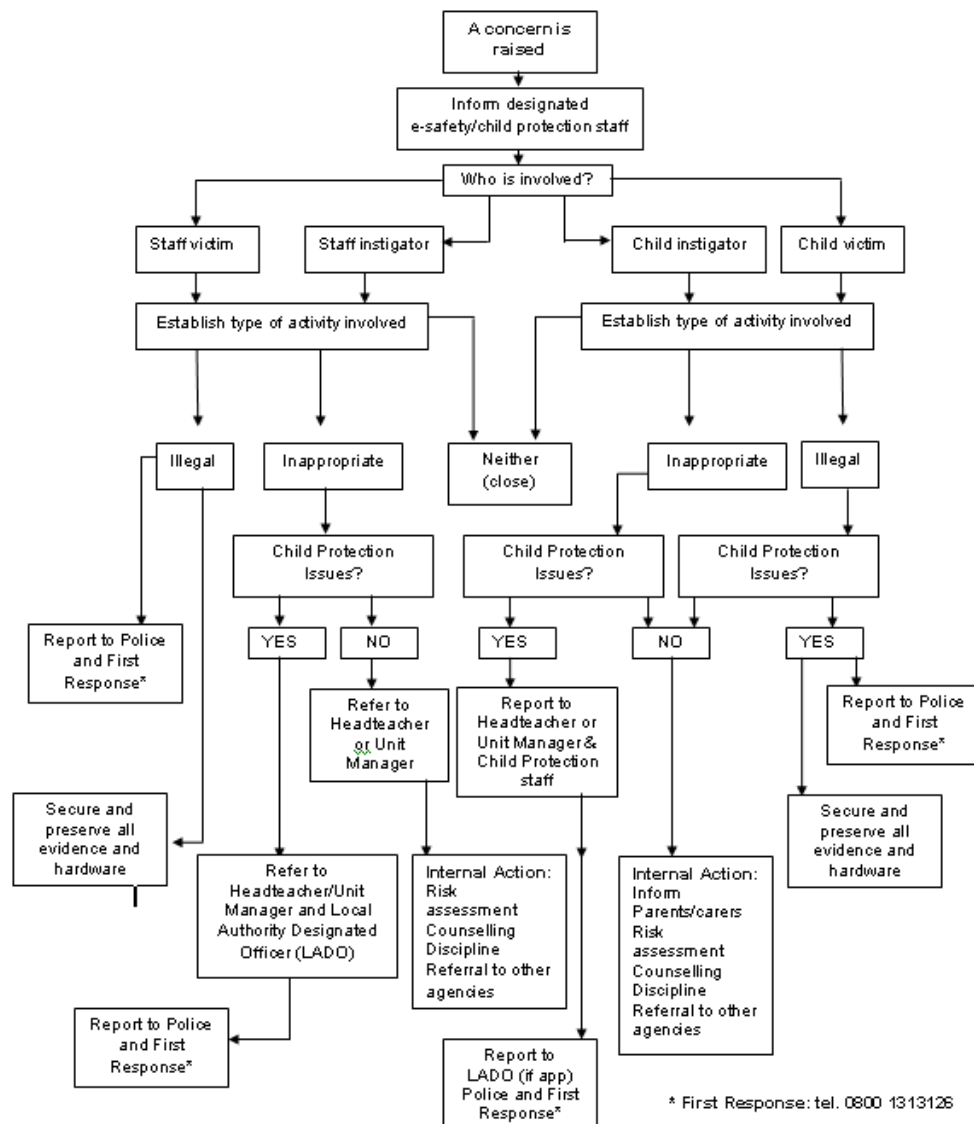 A concern is
raised
Inform designated
e-safety/child protection staff
Who is involved?
Staff victim
Staff instigator
Child instigator
Child victim
Establish type of activity involved
Establish type of activity involved
Illegal
Inappropriate
Neither
(close)
Inappropriate
Illegal
Child Protection
Issues?
Child Protection
Issues?
Child Protection
Issues?
YES
NO
YES
NO
YES
Report to Police
and First
Response*
Refer to
Headteacher
or Unit
Manager
Report to
Headteacher or
Unit Manager &
Child Protection
staff
Report to Police
and First
Response*
Secure and
preserve all
evidence and
hardware
Secure and
preserve all
evidence and
hardware
Refer to
Headteacher/Unit
Manager and Local
Authority Designated
Officer (LADO)
Internal Action:
Risk
assessment
Counselling
Discipline
Referral to other
agencies
Internal Action:
Inform
Parents/carers
Risk
assessment
Counselling
Discipline
Referral to other
agencies
Report to Police
and First
Response*
Report to
LADO (if app)
Police and First
Response*
* First Response: tel. 0800 1313126